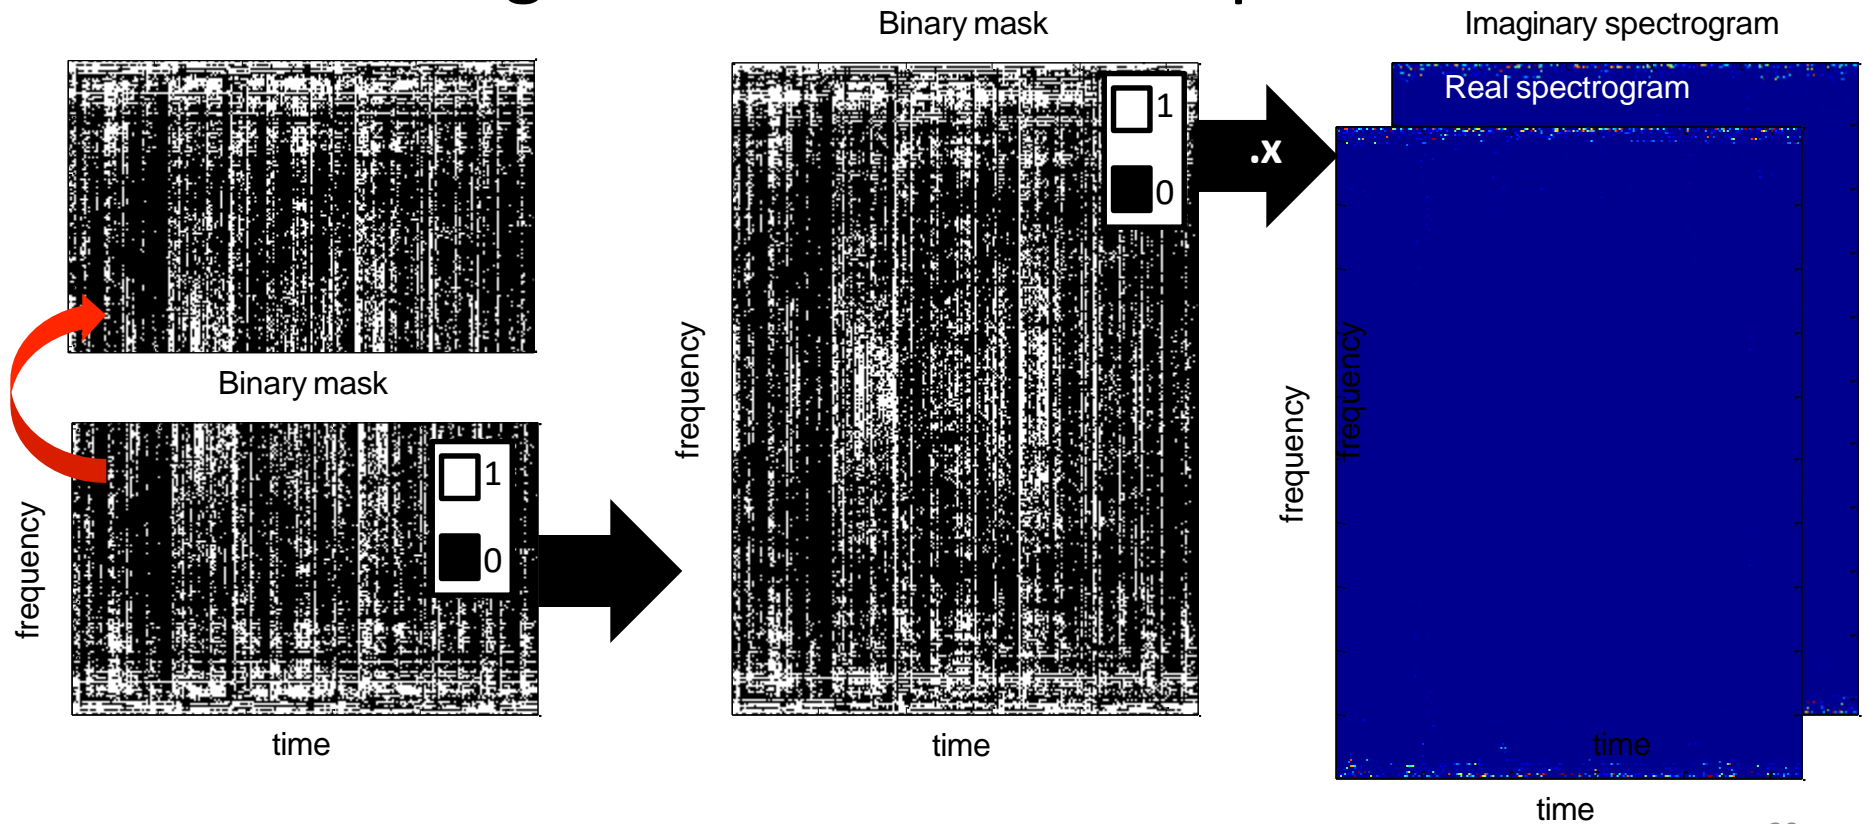 Binary mask
Imaginary spectrogram
Real spectrogram
1
0
.x
Binary mask
1
0
frequency
frequency
frequency
frequency
time
time
time
time